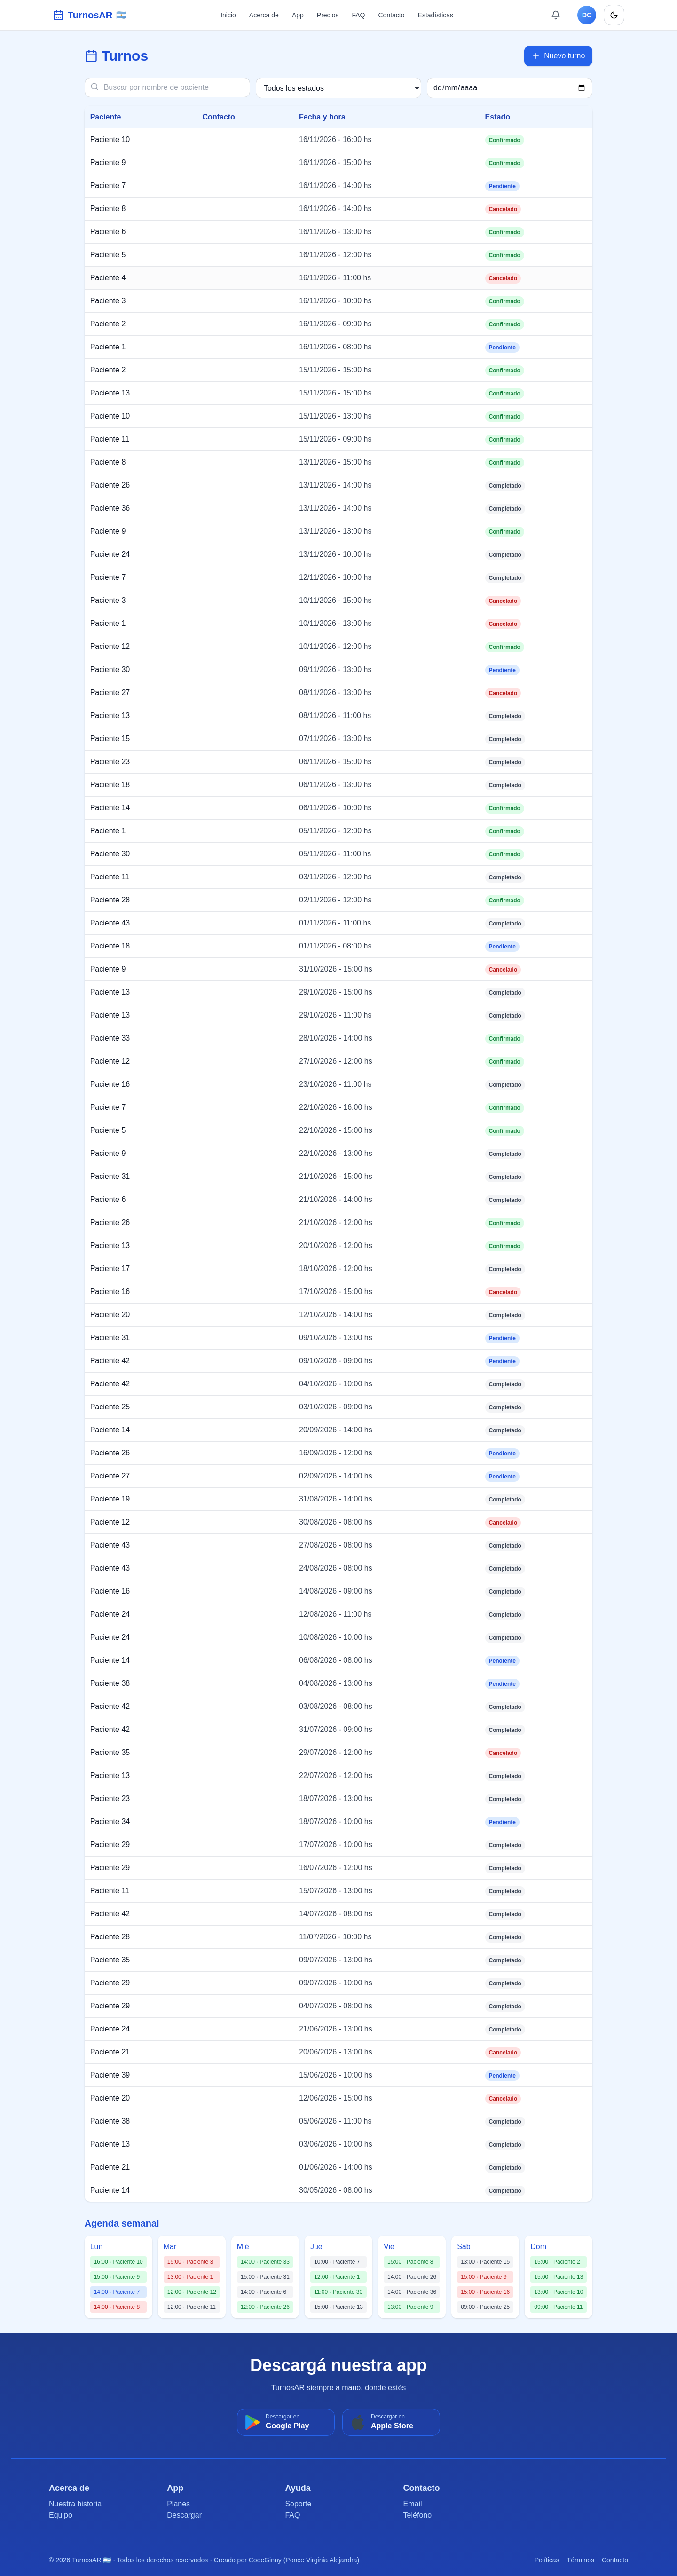 TurnosAR 🇦🇷 Inicio Acerca de App Precios FAQ Contacto Estadísticas DC
Turnos Nuevo turno
Buscar por nombre de paciente Todos los estados dd/mm/aaaa
Paciente Contacto Fecha y hora Estado
Paciente 10 16/11/2026 - 16:00 hs Confirmado
Paciente 9 16/11/2026 - 15:00 hs Confirmado
Paciente 7 16/11/2026 - 14:00 hs Pendiente
Paciente 8 16/11/2026 - 14:00 hs Cancelado
Paciente 6 16/11/2026 - 13:00 hs Confirmado
Paciente 5 16/11/2026 - 12:00 hs Confirmado
Paciente 4 16/11/2026 - 11:00 hs Cancelado
Paciente 3 16/11/2026 - 10:00 hs Confirmado
Paciente 2 16/11/2026 - 09:00 hs Confirmado
Paciente 1 16/11/2026 - 08:00 hs Pendiente
Paciente 2 15/11/2026 - 15:00 hs Confirmado
Paciente 13 15/11/2026 - 15:00 hs Confirmado
Paciente 10 15/11/2026 - 13:00 hs Confirmado
Paciente 11 15/11/2026 - 09:00 hs Confirmado
Paciente 8 13/11/2026 - 15:00 hs Confirmado
Paciente 26 13/11/2026 - 14:00 hs Completado
Paciente 36 13/11/2026 - 14:00 hs Completado
Paciente 9 13/11/2026 - 13:00 hs Confirmado
Paciente 24 13/11/2026 - 10:00 hs Completado
Paciente 7 12/11/2026 - 10:00 hs Completado
Paciente 3 10/11/2026 - 15:00 hs Cancelado
Paciente 1 10/11/2026 - 13:00 hs Cancelado
Paciente 12 10/11/2026 - 12:00 hs Confirmado
Paciente 30 09/11/2026 - 13:00 hs Pendiente
Paciente 27 08/11/2026 - 13:00 hs Cancelado
Paciente 13 08/11/2026 - 11:00 hs Completado
Paciente 15 07/11/2026 - 13:00 hs Completado
Paciente 23 06/11/2026 - 15:00 hs Completado
Paciente 18 06/11/2026 - 13:00 hs Completado
Paciente 14 06/11/2026 - 10:00 hs Confirmado
Paciente 1 05/11/2026 - 12:00 hs Confirmado
Paciente 30 05/11/2026 - 11:00 hs Confirmado
Paciente 11 03/11/2026 - 12:00 hs Completado
Paciente 28 02/11/2026 - 12:00 hs Confirmado
Paciente 43 01/11/2026 - 11:00 hs Completado
Paciente 18 01/11/2026 - 08:00 hs Pendiente
Paciente 9 31/10/2026 - 15:00 hs Cancelado
Paciente 13 29/10/2026 - 15:00 hs Completado
Paciente 13 29/10/2026 - 11:00 hs Completado
Paciente 33 28/10/2026 - 14:00 hs Confirmado
Paciente 12 27/10/2026 - 12:00 hs Confirmado
Paciente 16 23/10/2026 - 11:00 hs Completado
Paciente 7 22/10/2026 - 16:00 hs Confirmado
Paciente 5 22/10/2026 - 15:00 hs Confirmado
Paciente 9 22/10/2026 - 13:00 hs Completado
Paciente 31 21/10/2026 - 15:00 hs Completado
Paciente 6 21/10/2026 - 14:00 hs Completado
Paciente 26 21/10/2026 - 12:00 hs Confirmado
Paciente 13 20/10/2026 - 12:00 hs Confirmado
Paciente 17 18/10/2026 - 12:00 hs Completado
Paciente 16 17/10/2026 - 15:00 hs Cancelado
Paciente 20 12/10/2026 - 14:00 hs Completado
Paciente 31 09/10/2026 - 13:00 hs Pendiente
Paciente 42 09/10/2026 - 09:00 hs Pendiente
Paciente 42 04/10/2026 - 10:00 hs Completado
Paciente 25 03/10/2026 - 09:00 hs Completado
Paciente 14 20/09/2026 - 14:00 hs Completado
Paciente 26 16/09/2026 - 12:00 hs Pendiente
Paciente 27 02/09/2026 - 14:00 hs Pendiente
Paciente 19 31/08/2026 - 14:00 hs Completado
Paciente 12 30/08/2026 - 08:00 hs Cancelado
Paciente 43 27/08/2026 - 08:00 hs Completado
Paciente 43 24/08/2026 - 08:00 hs Completado
Paciente 16 14/08/2026 - 09:00 hs Completado
Paciente 24 12/08/2026 - 11:00 hs Completado
Paciente 24 10/08/2026 - 10:00 hs Completado
Paciente 14 06/08/2026 - 08:00 hs Pendiente
Paciente 38 04/08/2026 - 13:00 hs Pendiente
Paciente 42 03/08/2026 - 08:00 hs Completado
Paciente 42 31/07/2026 - 09:00 hs Completado
Paciente 35 29/07/2026 - 12:00 hs Cancelado
Paciente 13 22/07/2026 - 12:00 hs Completado
Paciente 23 18/07/2026 - 13:00 hs Completado
Paciente 34 18/07/2026 - 10:00 hs Pendiente
Paciente 29 17/07/2026 - 10:00 hs Completado
Paciente 29 16/07/2026 - 12:00 hs Completado
Paciente 11 15/07/2026 - 13:00 hs Completado
Paciente 42 14/07/2026 - 08:00 hs Completado
Paciente 28 11/07/2026 - 10:00 hs Completado
Paciente 35 09/07/2026 - 13:00 hs Completado
Paciente 29 09/07/2026 - 10:00 hs Completado
Paciente 29 04/07/2026 - 08:00 hs Completado
Paciente 24 21/06/2026 - 13:00 hs Completado
Paciente 21 20/06/2026 - 13:00 hs Cancelado
Paciente 39 15/06/2026 - 10:00 hs Pendiente
Paciente 20 12/06/2026 - 15:00 hs Cancelado
Paciente 38 05/06/2026 - 11:00 hs Completado
Paciente 13 03/06/2026 - 10:00 hs Completado
Paciente 21 01/06/2026 - 14:00 hs Completado
Paciente 14 30/05/2026 - 08:00 hs Completado
Agenda semanal
Lun Mar Mié Jue Vie Sáb Dom
16:00 · Paciente 10 15:00 · Paciente 3 14:00 · Paciente 33 10:00 · Paciente 7 15:00 · Paciente 8 13:00 · Paciente 15 15:00 · Paciente 2
15:00 · Paciente 9 13:00 · Paciente 1 15:00 · Paciente 31 12:00 · Paciente 1 14:00 · Paciente 26 15:00 · Paciente 9 15:00 · Paciente 13
14:00 · Paciente 7 12:00 · Paciente 12 14:00 · Paciente 6 11:00 · Paciente 30 14:00 · Paciente 36 15:00 · Paciente 16 13:00 · Paciente 10
14:00 · Paciente 8 12:00 · Paciente 11 12:00 · Paciente 26 15:00 · Paciente 13 13:00 · Paciente 9 09:00 · Paciente 25 09:00 · Paciente 11
Descargá nuestra app
TurnosAR siempre a mano, donde estés
Descargar en Descargar en
Google Play Apple Store
Acerca de App Ayuda Contacto
Nuestra historia Planes Soporte Email
Equipo Descargar FAQ Teléfono
© 2026 TurnosAR 🇦🇷 · Todos los derechos reservados · Creado por CodeGinny (Ponce Virginia Alejandra) Políticas Términos Contacto